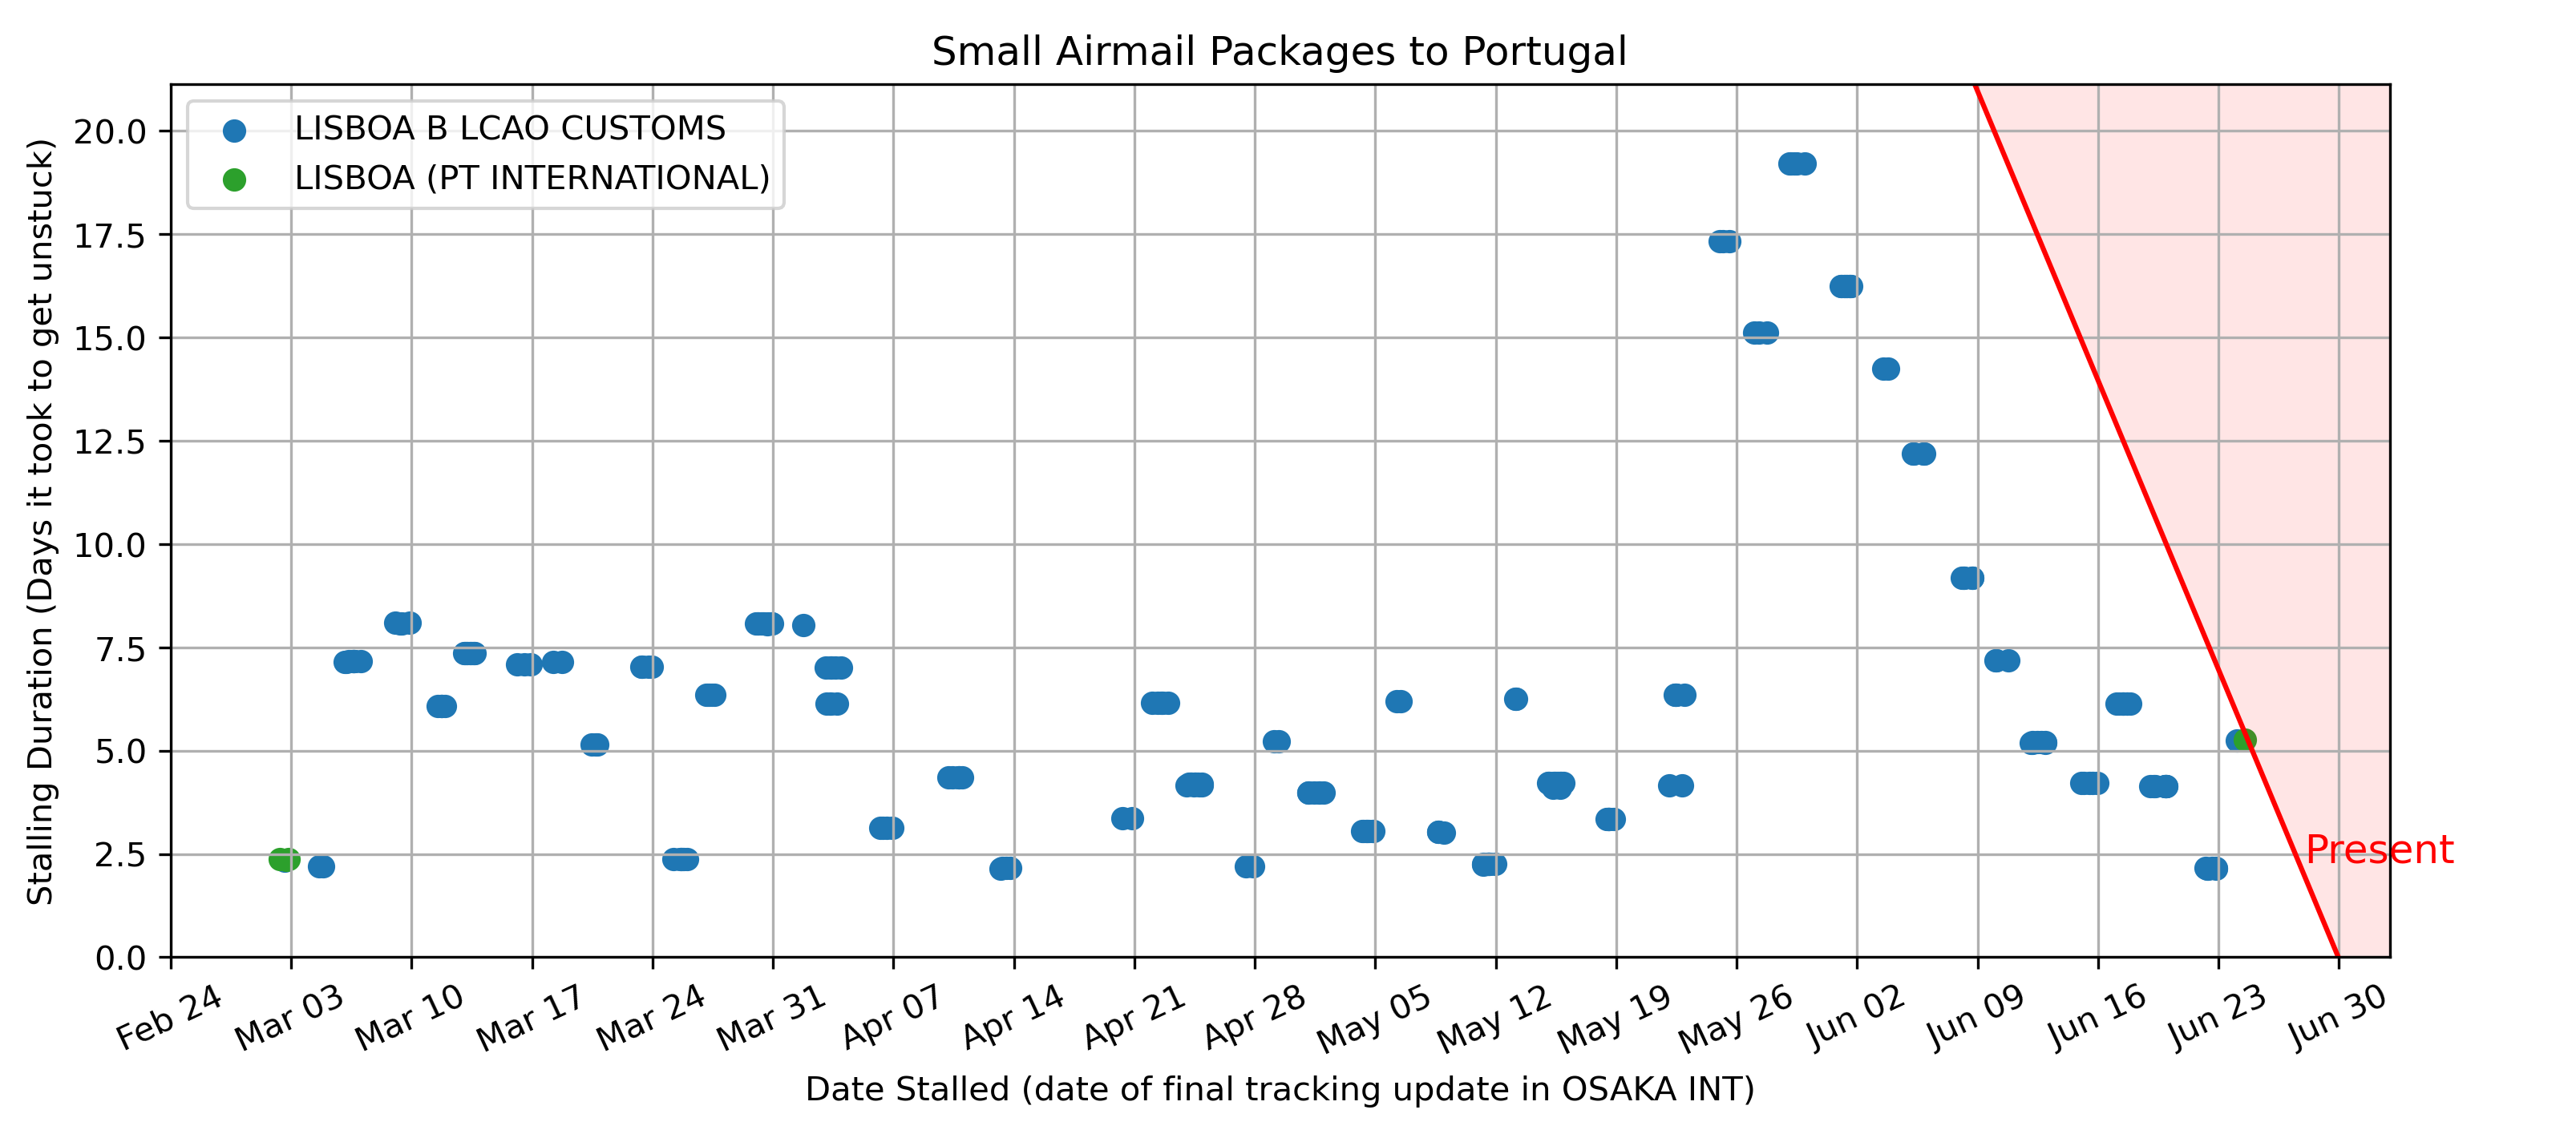 Small Airmail Packages to Portugal
LISBOA B LCAO CUSTOMS
LISBOA (PT INTERNATIONAL)
Stalling Duration (Days it took to get unstuck)
20.0
17.5
15.0
12.5
10.0
7.5
5.0
2.5
0.0
Present
Feb 24
Mar 03
Mar 10
Mar 17
Mar 24
Mar 31
Apr 07
Apr 14
Apr 21
Apr 28
May 05
May 12
May 19
May 26
Jun 02
Jun 09
Jun 16
Jun 23
Jun 30
Date Stalled (date of final tracking update in OSAKA INT)